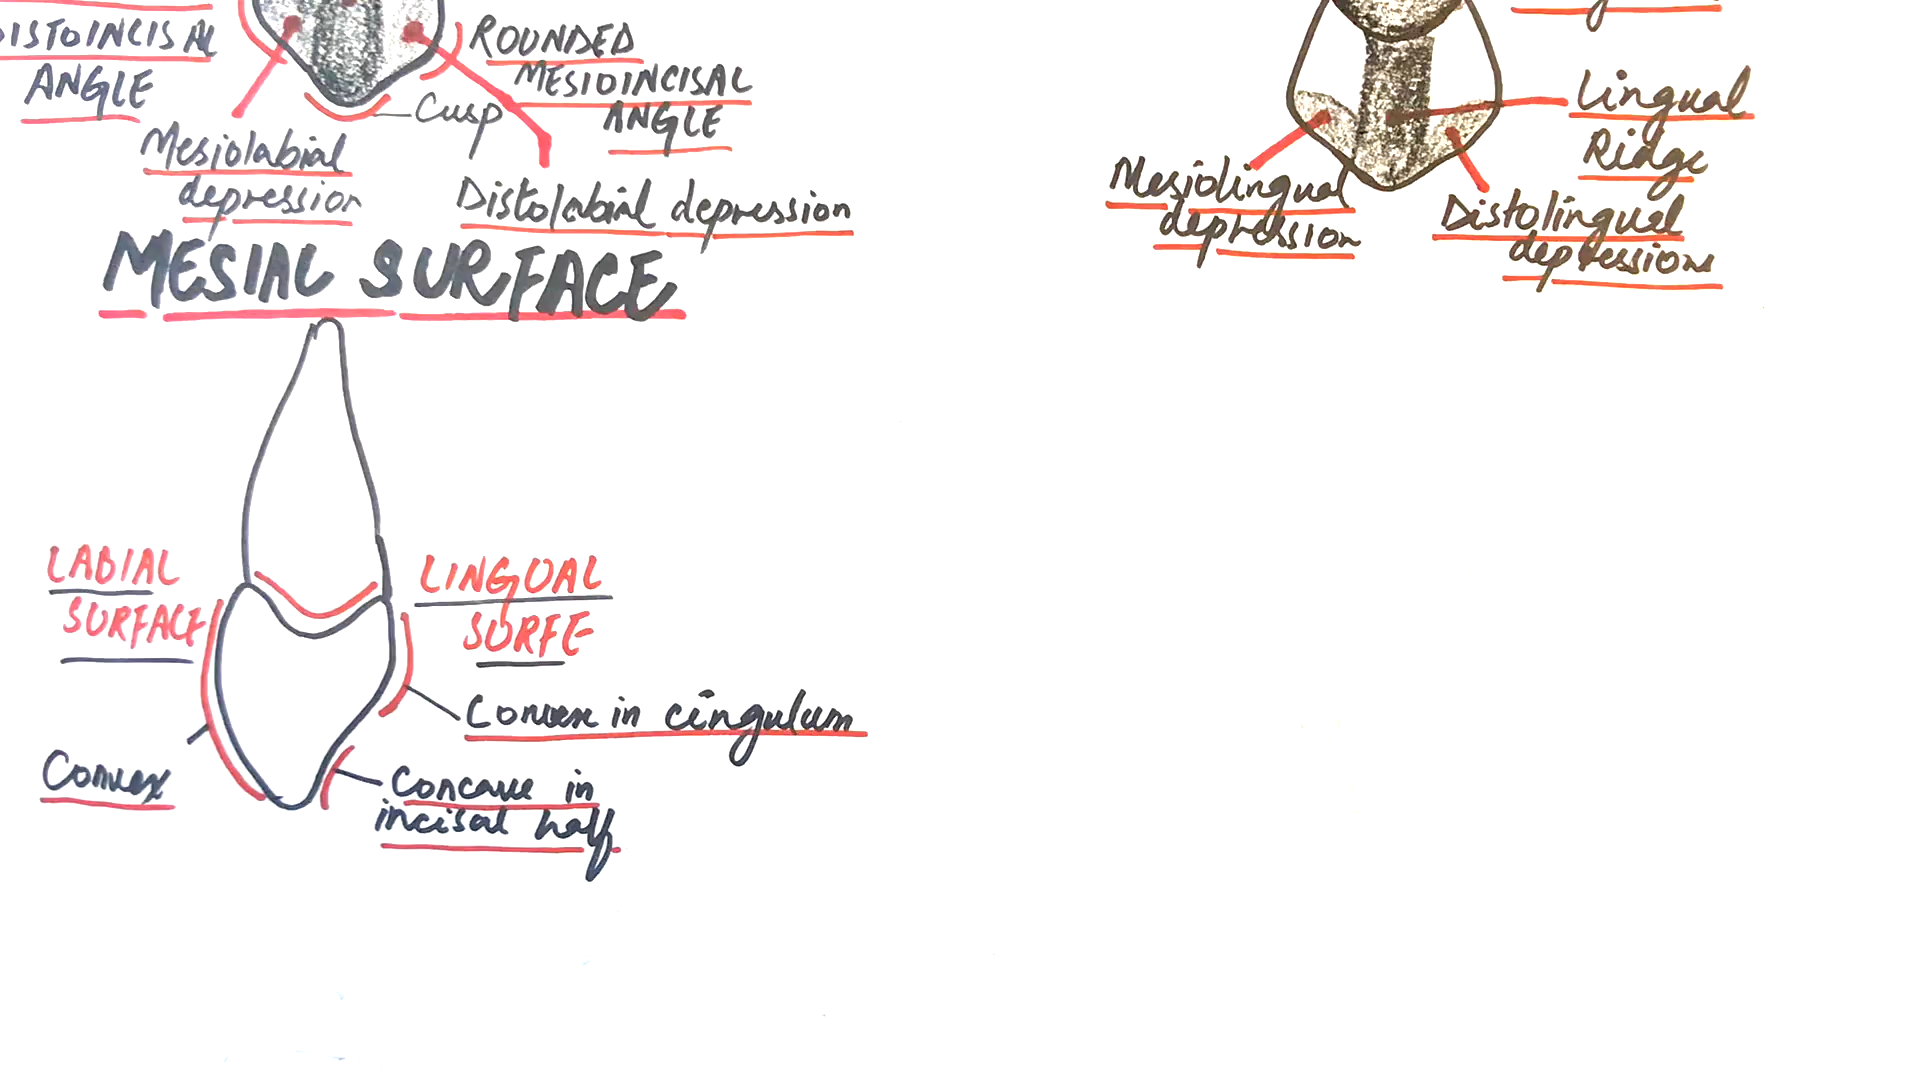 DISTOINCISAL
ANGLE
ROUNDED
MESIOINCISAL
ANGLE
Cusp
Mesiolabial
depression
Distolabial depression
Lingual
Ridge
Mesiolingual
depression
Distolingual
depression
MESIAL SURFACE
LABIAL
SURFACE
LINGUAL
SURFE
Convex in cingulum
Convex
Concave in
incisal half